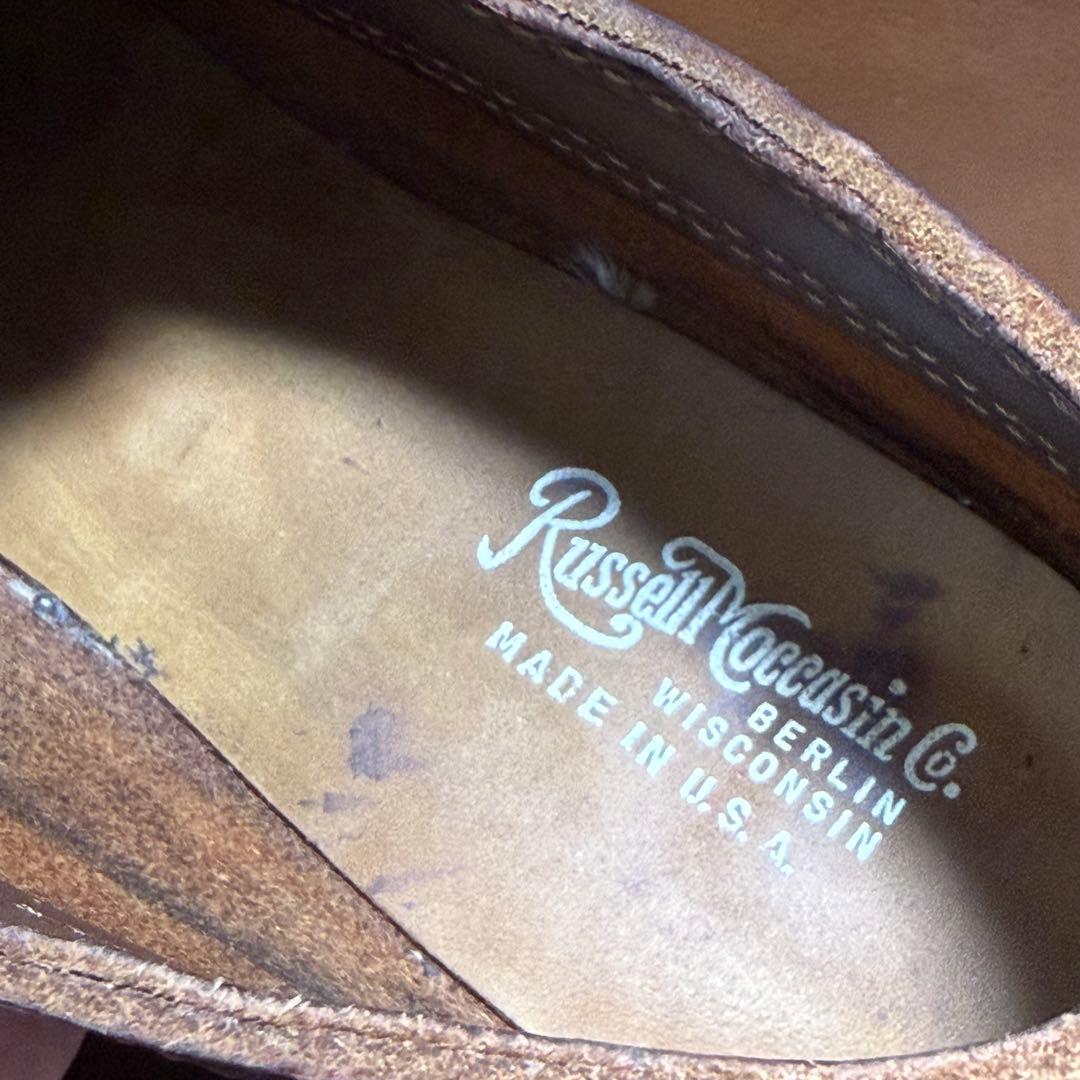 Russell Moccasin Co.
BERLIN
WISCONSIN
MADE IN U.S.A.